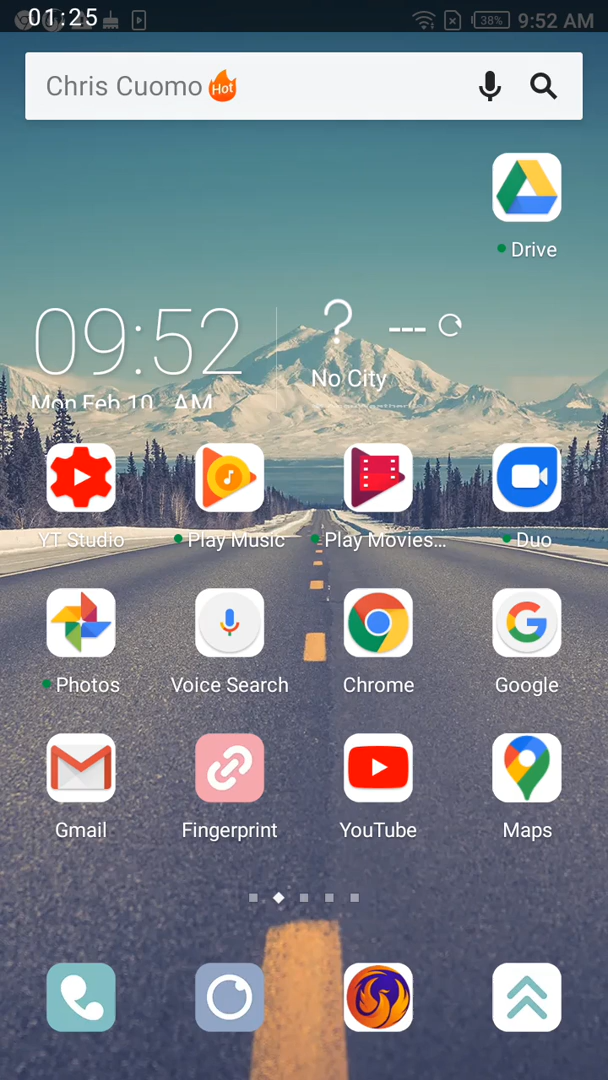 01:25 38% 9:52 AM
Chris Cuomo Hot
Drive
09:52
? ---
No City
Mon Feb 10 AM
YT Studio Play Music Play Movies... Duo
Photos Voice Search Chrome Google
Gmail Fingerprint YouTube Maps